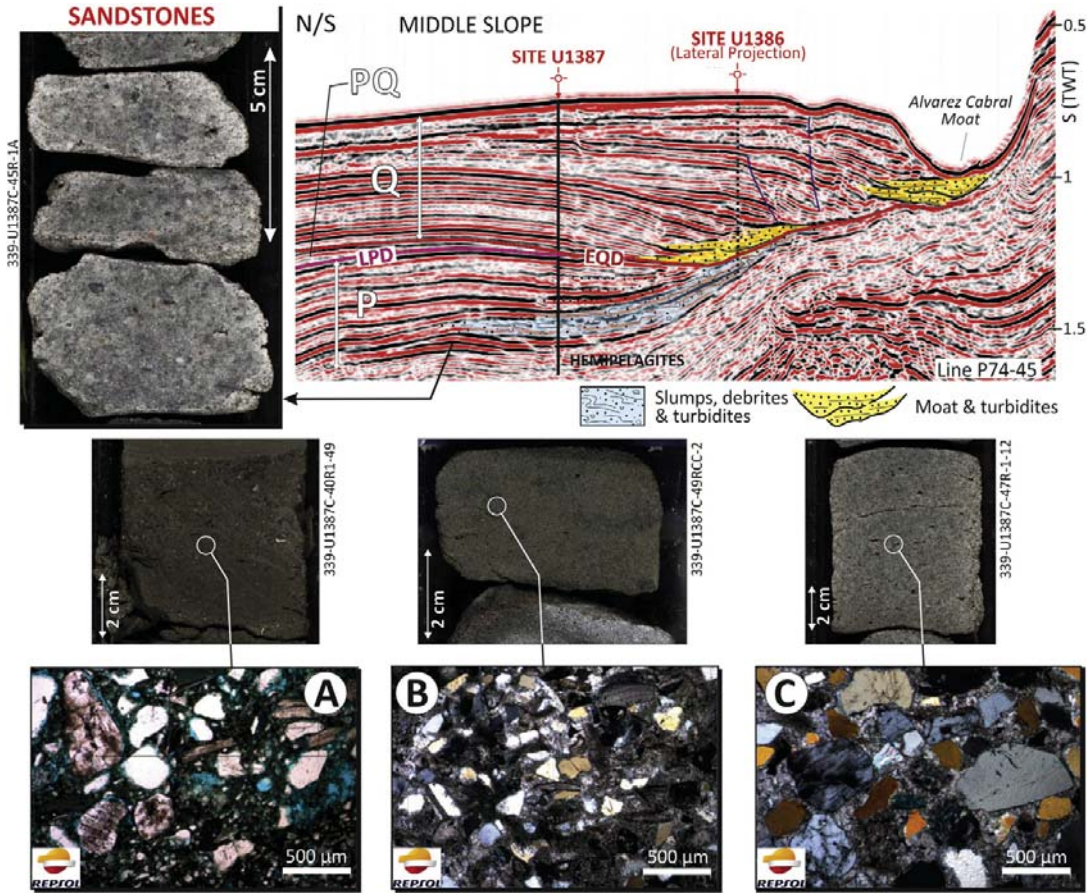 SANDSTONES
5 cm
339-U1387C-45R-1A
N/S
MIDDLE SLOPE
SITE U1387
SITE U1386
(Lateral Projection)
Alvarez Cabral
Moat
S (TWT)
0.5
1
1.5
PQ
Q
LPD
EQD
P
HEMIPELAGITES
Line P74-45
Slumps, debrites
& turbidites
Moat & turbidites
2 cm
339-U1387C-40R1-49
2 cm
339-U1387C-49RCC-2
2 cm
339-U1387C-47R-1-12
A
REPSOL
500 µm
B
REPSOL
500 µm
C
REPSOL
500 µm